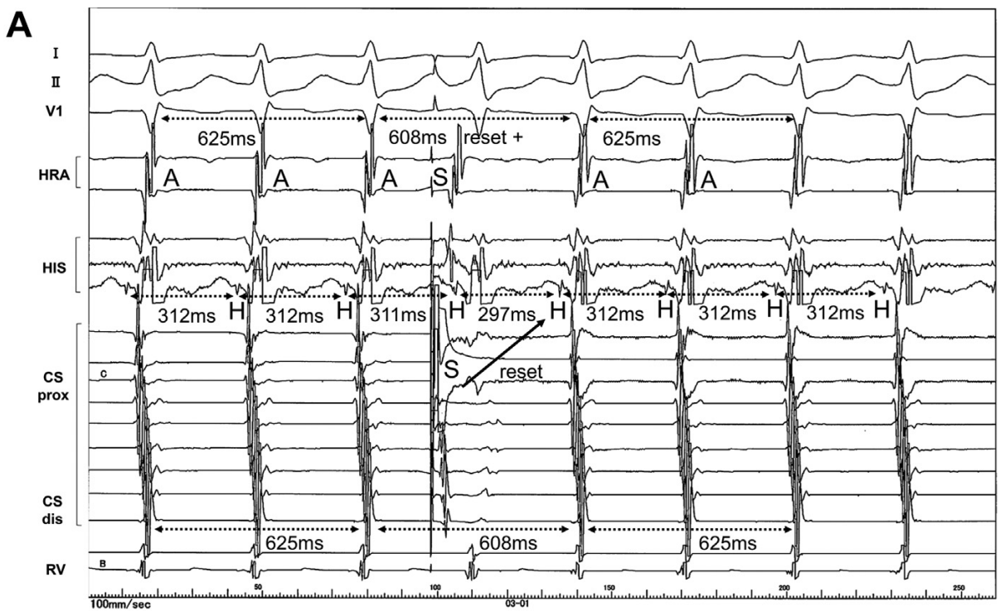 A
I
II
V1
625ms 608ms reset + 625ms
HRA
A A A S A A
HIS
312ms H 312ms H 311ms H 297ms H 312ms H 312ms H 312ms H
S
C
CS
prox
reset
CS
dis
625ms 608ms 625ms
B
RV
50 100 150 200 250
100mm/sec 03-01